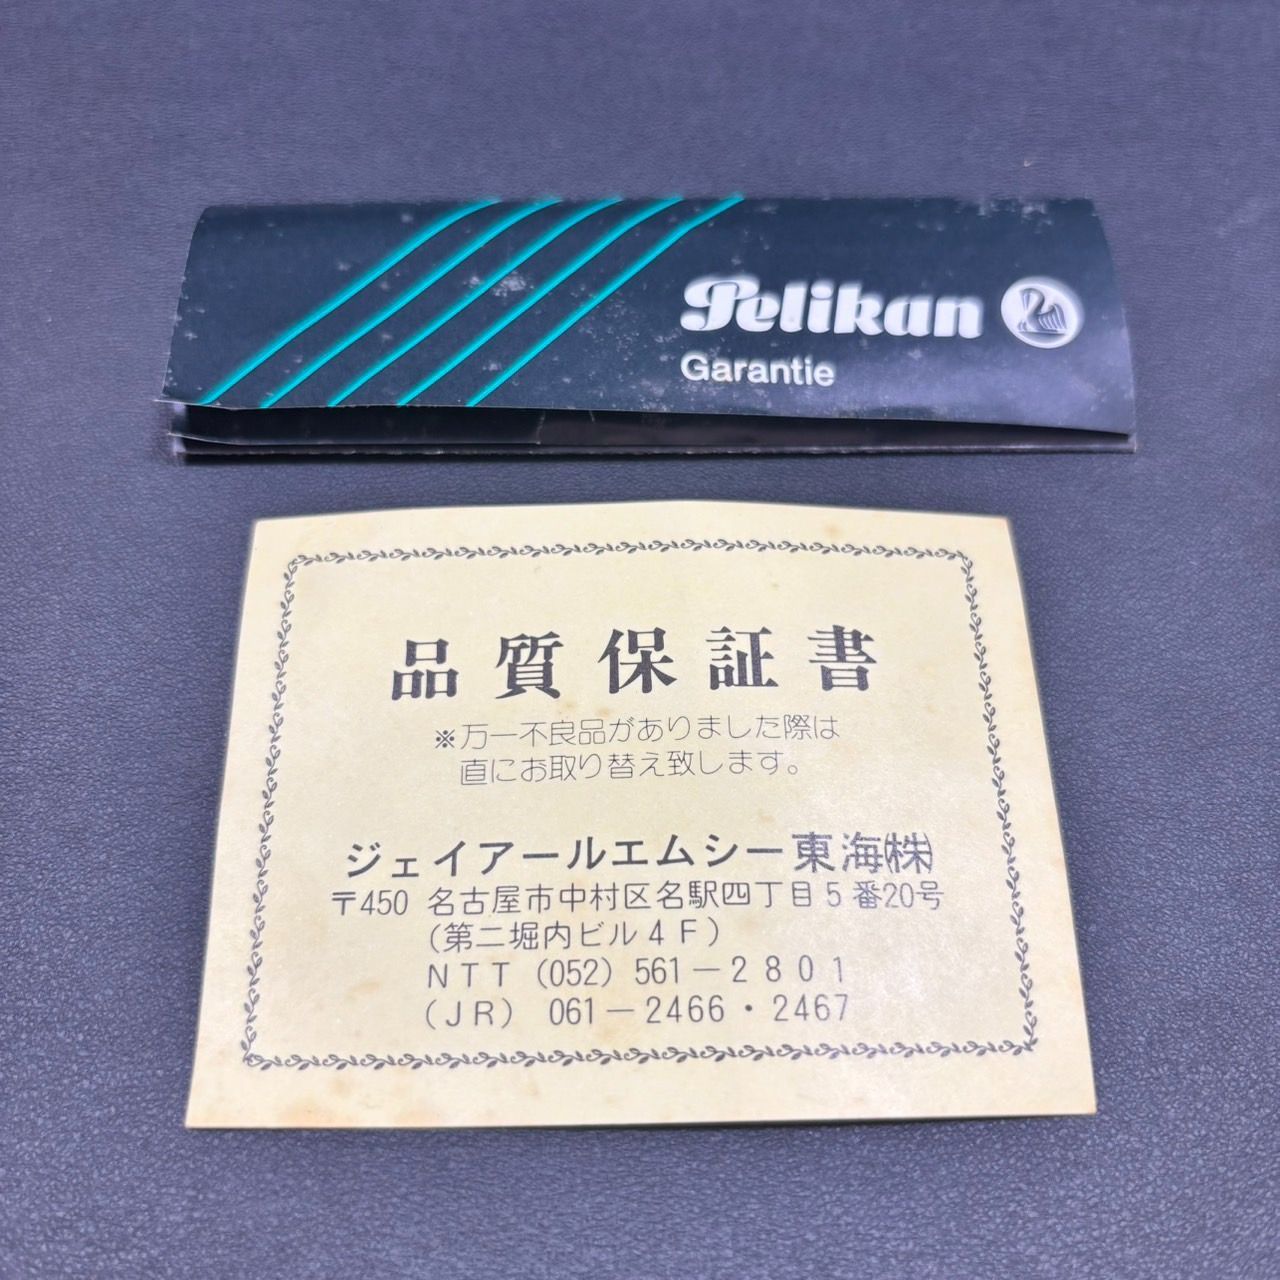 Pelikan
Garantie
品質保証書
※万一不良品がありました際は
直にお取り替え致します。
ジェイアールエムシー東海㈱
〒450 名古屋市中村区名駅四丁目5番20号
(第二堀内ビル4F)
NTT (052) 561－2801
(JR) 061－2466・2467